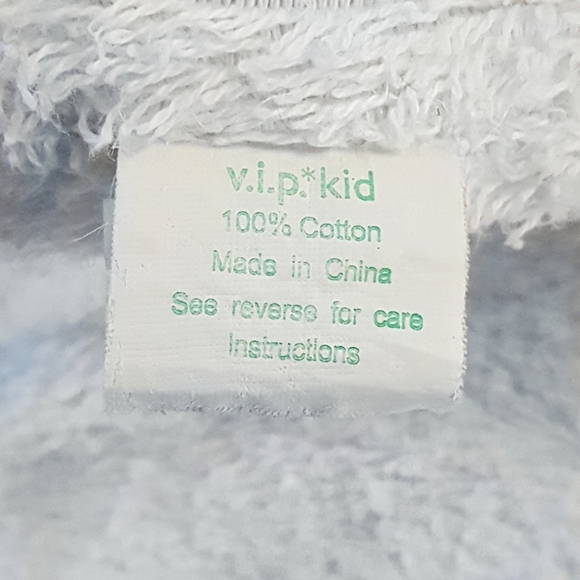 v.i.p.*kid
100% Cotton
Made in China
See reverse for care
Instructions